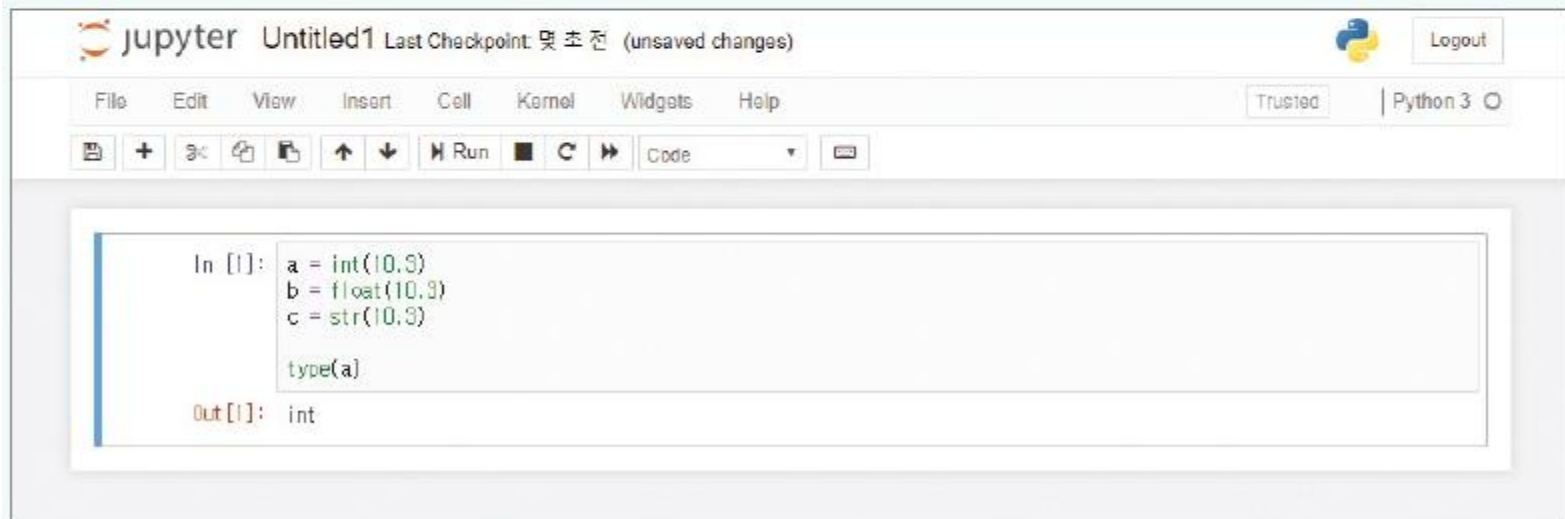 jupyter Untitled1 Last Checkpoint: 몇 초 전 (unsaved changes) Logout
File Edit View Insert Cell Kernel Widgets Help Trusted Python 3
Run Code
In [1]: a = int(10.3)
b = float(10.3)
c = str(10.3)
type(a)
Out[1]: int